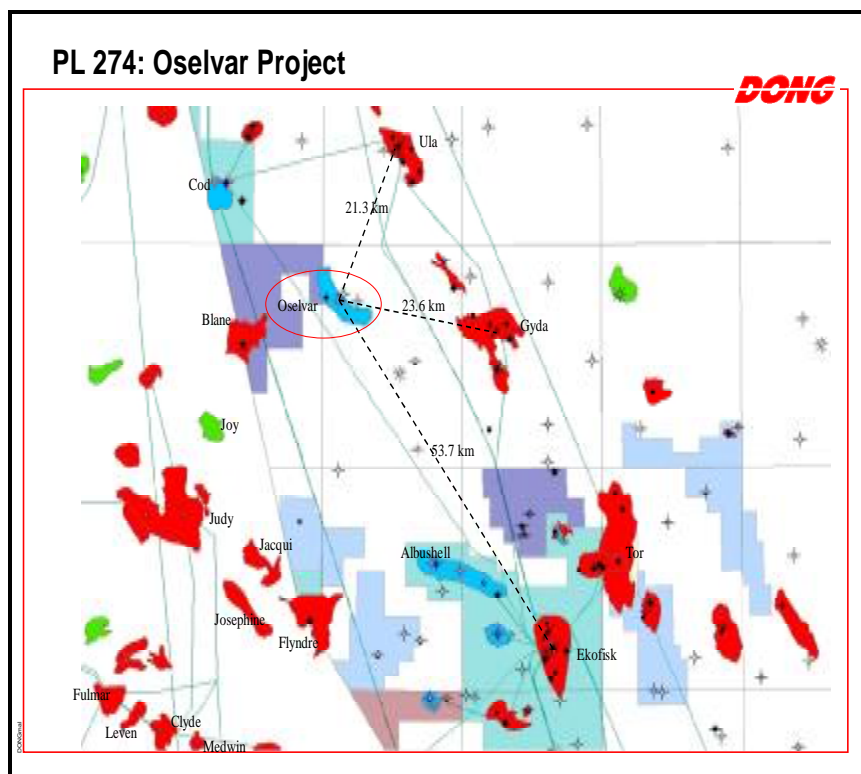 PL 274: Oselvar Project
DONG
Ula
Cod
21.3 km
Oselvar
23.6 km
Gyda
Blane
Joy
53.7 km
Judy
Jacqui
Albushell
Tor
Josephine
Flyndre
Ekofisk
Fulmar
Clyde
Leven
Medwin